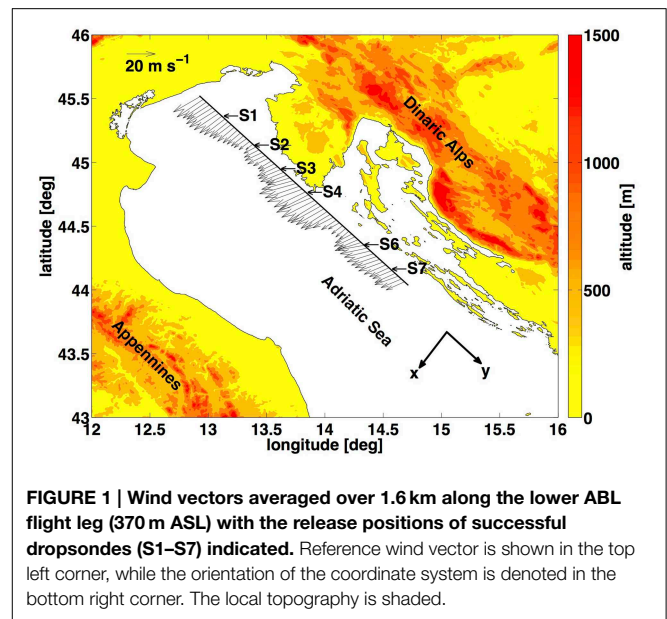 46
45.5
45
44.5
44
43.5
43
latitude [deg]
12 12.5 13 13.5 14 14.5 15 15.5 16
longitude [deg]
20 m s⁻¹
S1
S2
S3
S4
S6
S7
Dinaric Alps
Adriatic Sea
Appennines
x
y
1500
1000
500
0
altitude [m]
FIGURE 1 | Wind vectors averaged over 1.6 km along the lower ABL
flight leg (370 m ASL) with the release positions of successful
dropsondes (S1–S7) indicated. Reference wind vector is shown in the top
left corner, while the orientation of the coordinate system is denoted in the
bottom right corner. The local topography is shaded.